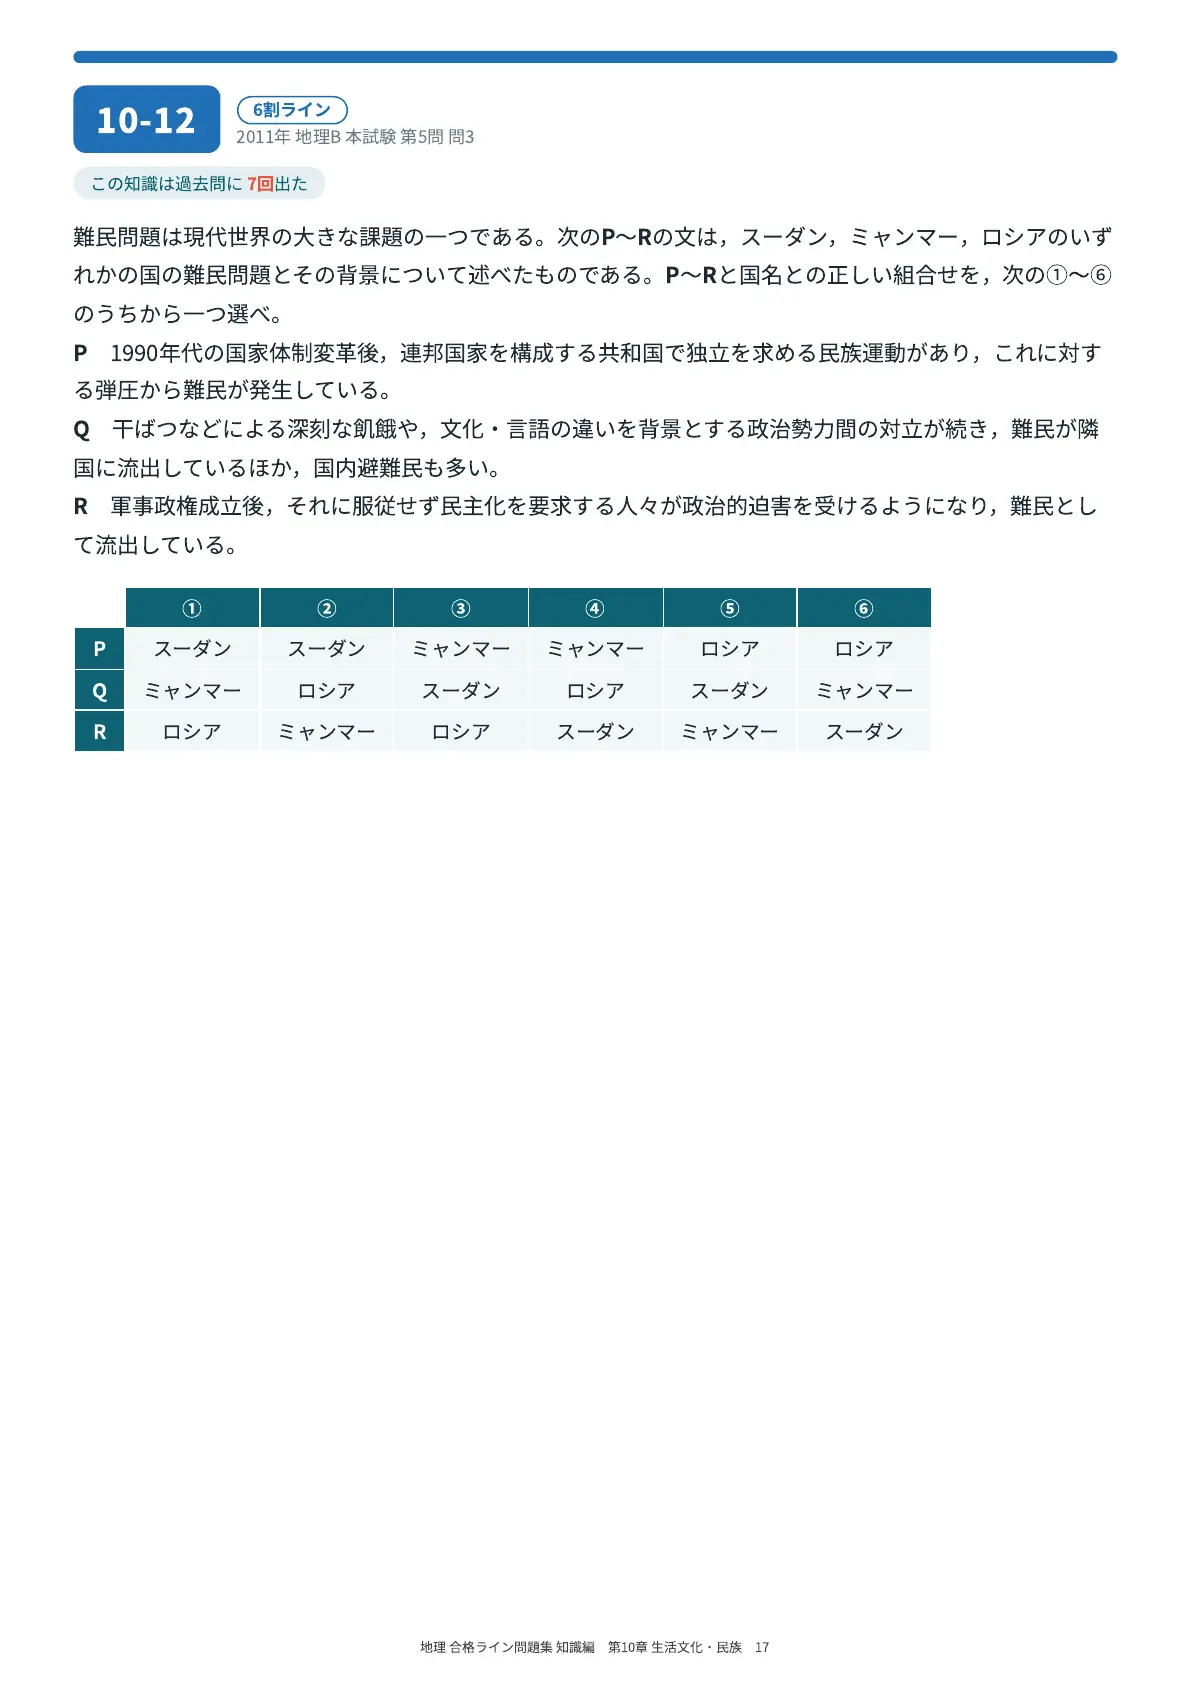 10-12
6割ライン
2011年 地理B 本試験 第5問 問3
この知識は過去問に 7回出た
難民問題は現代世界の大きな課題の一つである。次のP〜Rの文は，スーダン，ミャンマー，ロシアのいず
れかの国の難民問題とその背景について述べたものである。P〜Rと国名との正しい組合せを，次の①〜⑥
のうちから一つ選べ。
P　1990年代の国家体制変革後，連邦国家を構成する共和国で独立を求める民族運動があり，これに対す
る弾圧から難民が発生している。
Q　干ばつなどによる深刻な飢餓や，文化・言語の違いを背景とする政治勢力間の対立が続き，難民が隣
国に流出しているほか，国内避難民も多い。
R　軍事政権成立後，それに服従せず民主化を要求する人々が政治的迫害を受けるようになり，難民とし
て流出している。
① ② ③ ④ ⑤ ⑥
P スーダン スーダン ミャンマー ミャンマー ロシア ロシア
Q ミャンマー ロシア スーダン ロシア スーダン ミャンマー
R ロシア ミャンマー ロシア スーダン ミャンマー スーダン
地理 合格ライン問題集 知識編　第10章 生活文化・民族　17